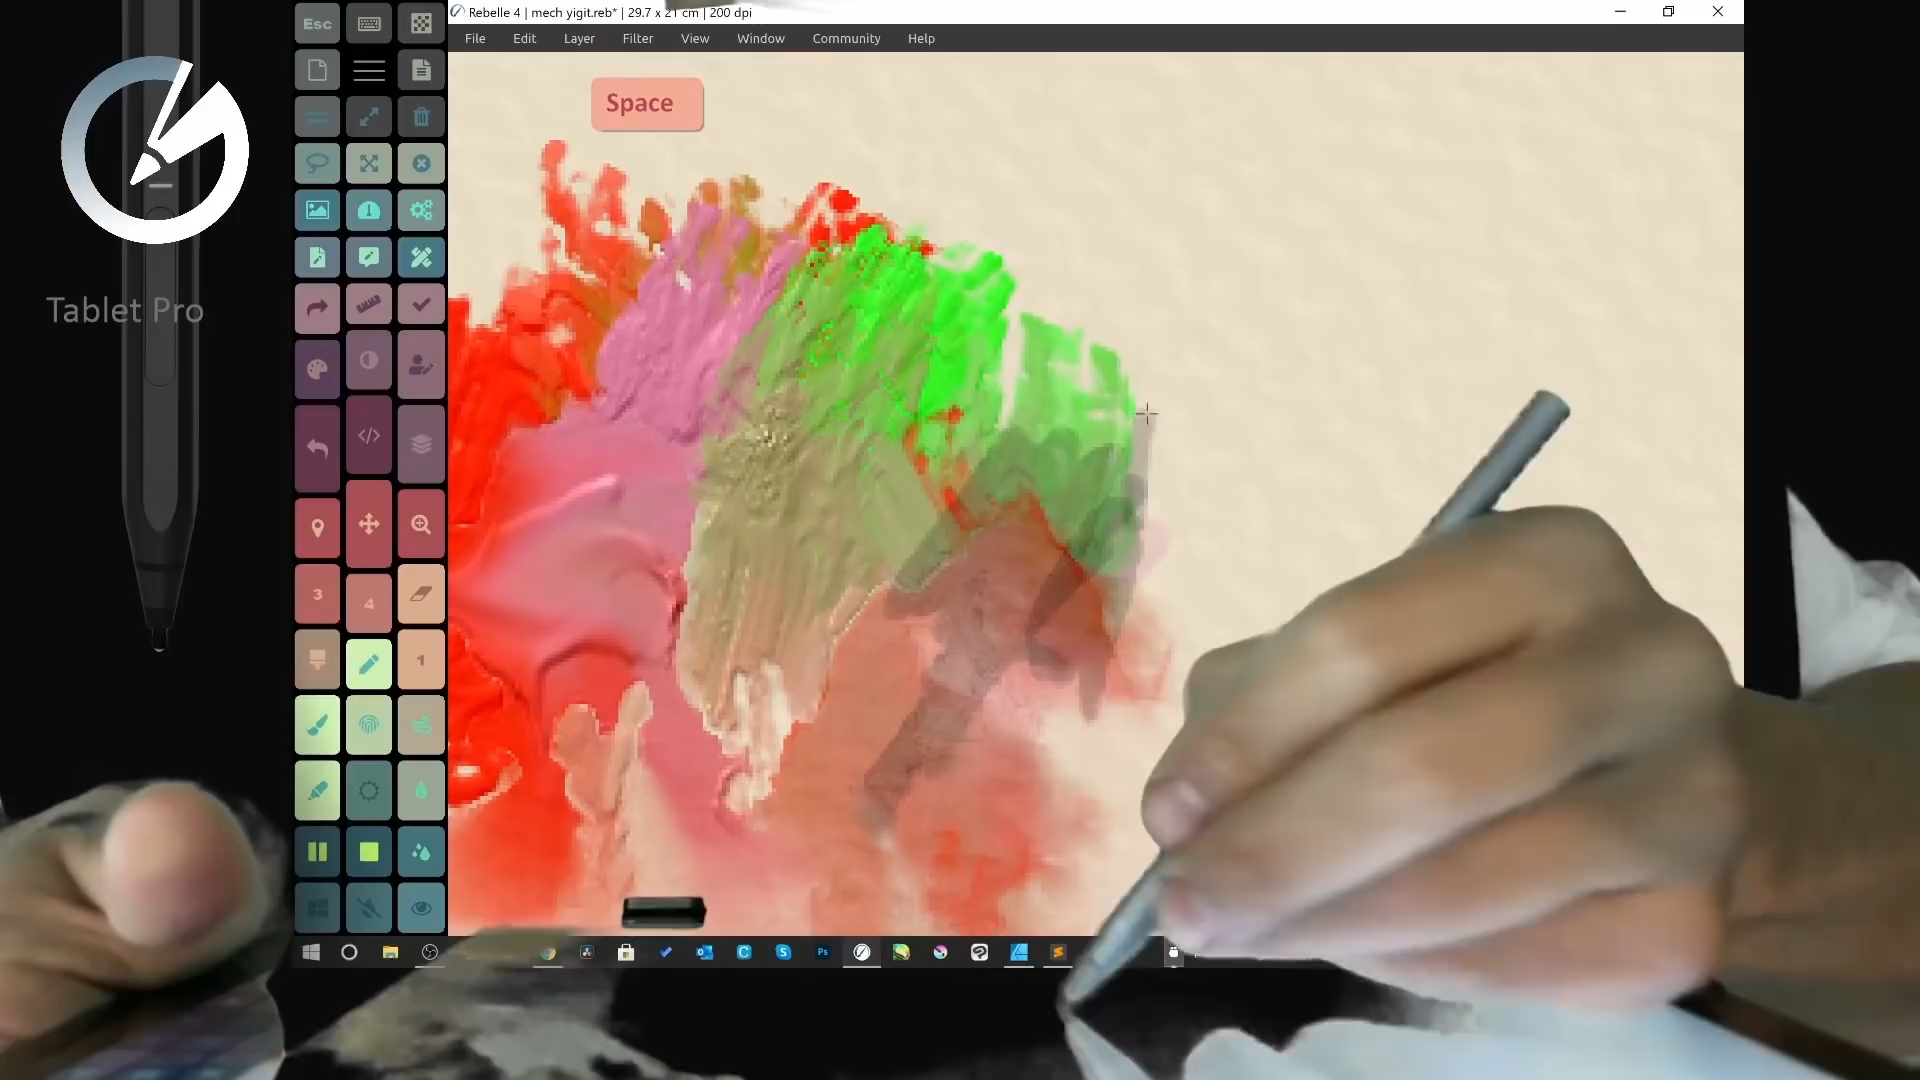 Esc
Rebelle 4 | mech yigit.reb* | 29.7 x 21 cm | 200 dpi
File Edit Layer Filter View Window Community Help
Space
Tablet Pro
3
4
1
Ps